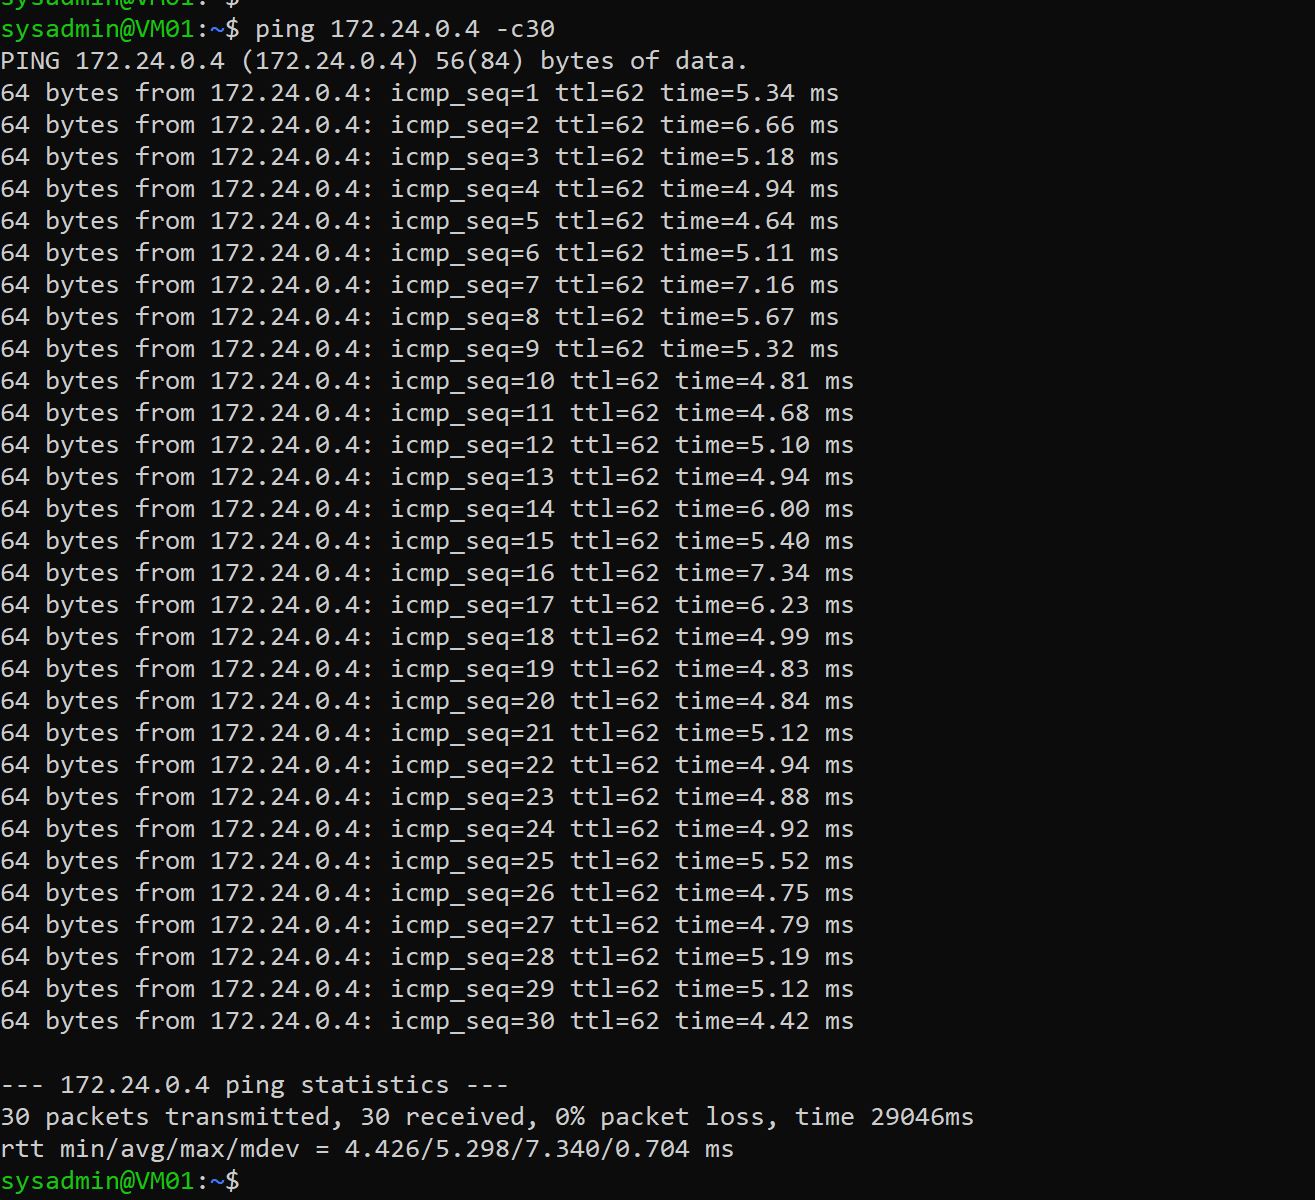 sysadmin@VM01:~$
sysadmin@VM01:~$ ping 172.24.0.4 -c30
PING 172.24.0.4 (172.24.0.4) 56(84) bytes of data.
64 bytes from 172.24.0.4: icmp_seq=1 ttl=62 time=5.34 ms
64 bytes from 172.24.0.4: icmp_seq=2 ttl=62 time=6.66 ms
64 bytes from 172.24.0.4: icmp_seq=3 ttl=62 time=5.18 ms
64 bytes from 172.24.0.4: icmp_seq=4 ttl=62 time=4.94 ms
64 bytes from 172.24.0.4: icmp_seq=5 ttl=62 time=4.64 ms
64 bytes from 172.24.0.4: icmp_seq=6 ttl=62 time=5.11 ms
64 bytes from 172.24.0.4: icmp_seq=7 ttl=62 time=7.16 ms
64 bytes from 172.24.0.4: icmp_seq=8 ttl=62 time=5.67 ms
64 bytes from 172.24.0.4: icmp_seq=9 ttl=62 time=5.32 ms
64 bytes from 172.24.0.4: icmp_seq=10 ttl=62 time=4.81 ms
64 bytes from 172.24.0.4: icmp_seq=11 ttl=62 time=4.68 ms
64 bytes from 172.24.0.4: icmp_seq=12 ttl=62 time=5.10 ms
64 bytes from 172.24.0.4: icmp_seq=13 ttl=62 time=4.94 ms
64 bytes from 172.24.0.4: icmp_seq=14 ttl=62 time=6.00 ms
64 bytes from 172.24.0.4: icmp_seq=15 ttl=62 time=5.40 ms
64 bytes from 172.24.0.4: icmp_seq=16 ttl=62 time=7.34 ms
64 bytes from 172.24.0.4: icmp_seq=17 ttl=62 time=6.23 ms
64 bytes from 172.24.0.4: icmp_seq=18 ttl=62 time=4.99 ms
64 bytes from 172.24.0.4: icmp_seq=19 ttl=62 time=4.83 ms
64 bytes from 172.24.0.4: icmp_seq=20 ttl=62 time=4.84 ms
64 bytes from 172.24.0.4: icmp_seq=21 ttl=62 time=5.12 ms
64 bytes from 172.24.0.4: icmp_seq=22 ttl=62 time=4.94 ms
64 bytes from 172.24.0.4: icmp_seq=23 ttl=62 time=4.88 ms
64 bytes from 172.24.0.4: icmp_seq=24 ttl=62 time=4.92 ms
64 bytes from 172.24.0.4: icmp_seq=25 ttl=62 time=5.52 ms
64 bytes from 172.24.0.4: icmp_seq=26 ttl=62 time=4.75 ms
64 bytes from 172.24.0.4: icmp_seq=27 ttl=62 time=4.79 ms
64 bytes from 172.24.0.4: icmp_seq=28 ttl=62 time=5.19 ms
64 bytes from 172.24.0.4: icmp_seq=29 ttl=62 time=5.12 ms
64 bytes from 172.24.0.4: icmp_seq=30 ttl=62 time=4.42 ms
--- 172.24.0.4 ping statistics ---
30 packets transmitted, 30 received, 0% packet loss, time 29046ms
rtt min/avg/max/mdev = 4.426/5.298/7.340/0.704 ms
sysadmin@VM01:~$